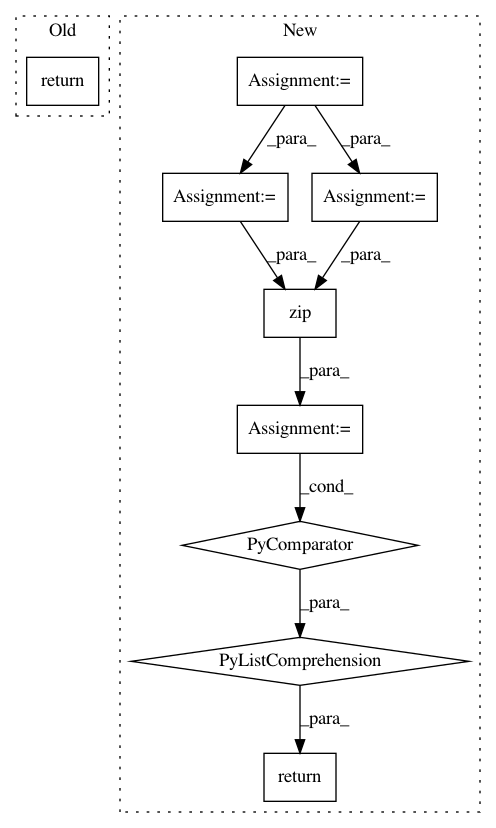 Old
New
return
Assignment:=
_para_
_para_
Assignment:=
Assignment:=
_para_
_para_
zip
_para_
Assignment:=
_cond_
PyComparator
_para_
PyListComprehension
_para_
return